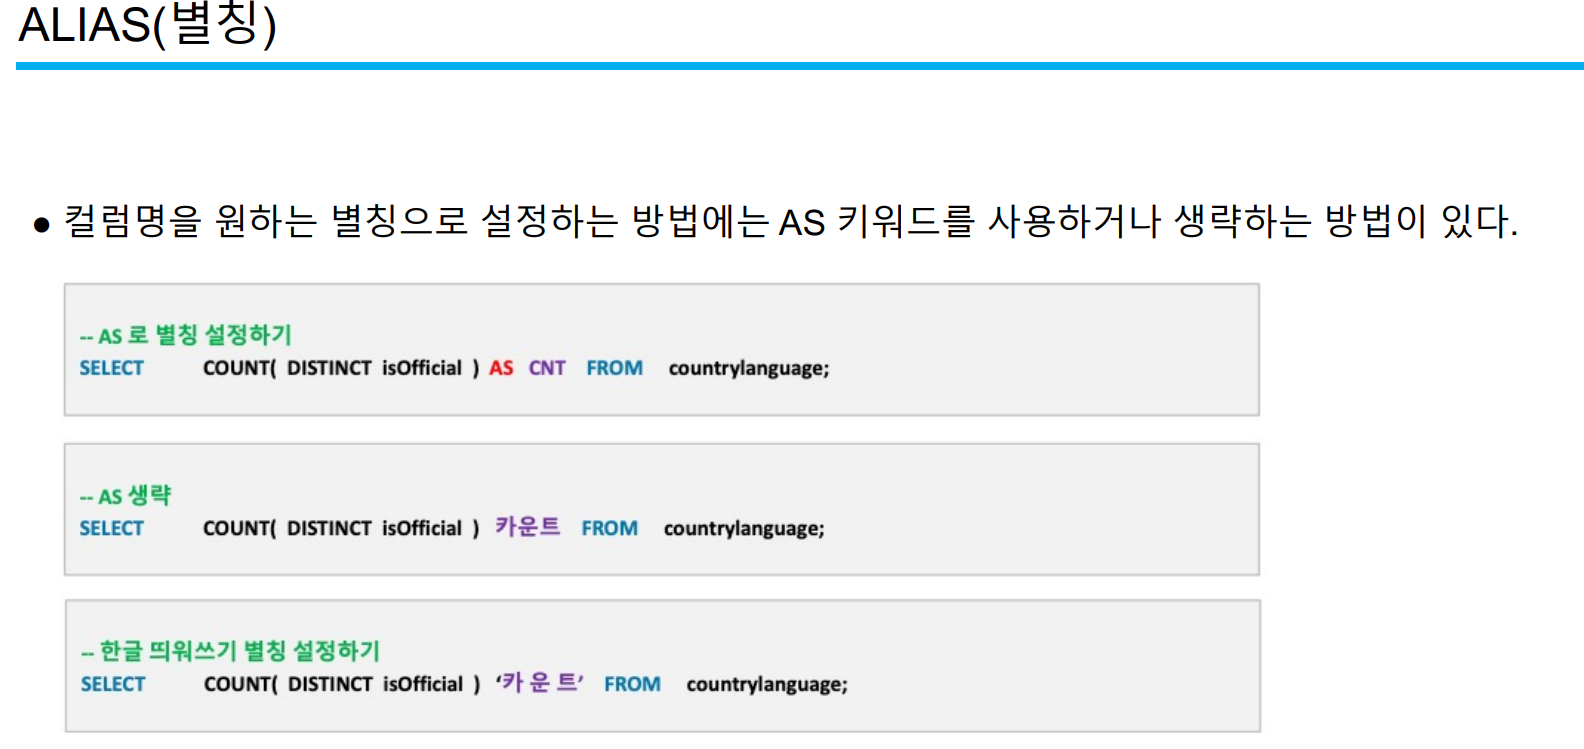 ALIAS(별칭)
● 컬럼명을 원하는 별칭으로 설정하는 방법에는 AS 키워드를 사용하거나 생략하는 방법이 있다.
-- AS 로 별칭 설정하기
SELECT COUNT( DISTINCT isOfficial ) AS CNT FROM countrylanguage;
-- AS 생략
SELECT COUNT( DISTINCT isOfficial ) 카운트 FROM countrylanguage;
-- 한글 띄워쓰기 별칭 설정하기
SELECT COUNT( DISTINCT isOfficial ) ‘카 운 트’ FROM countrylanguage;